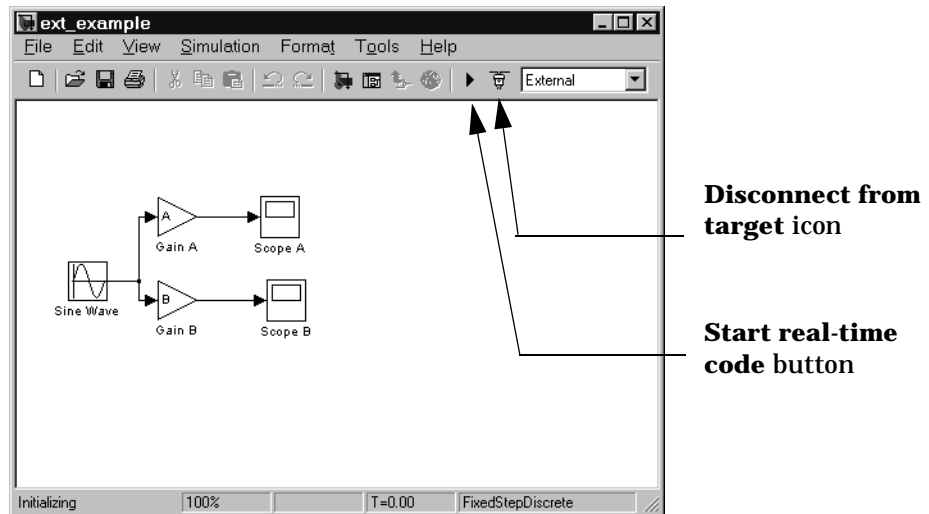 ext_example
File Edit View Simulation Format Tools Help
External
A
Gain A
Scope A
Sine Wave
B
Gain B
Scope B
Disconnect from
target icon
Start real-time
code button
Initializing 100% T=0.00 FixedStepDiscrete